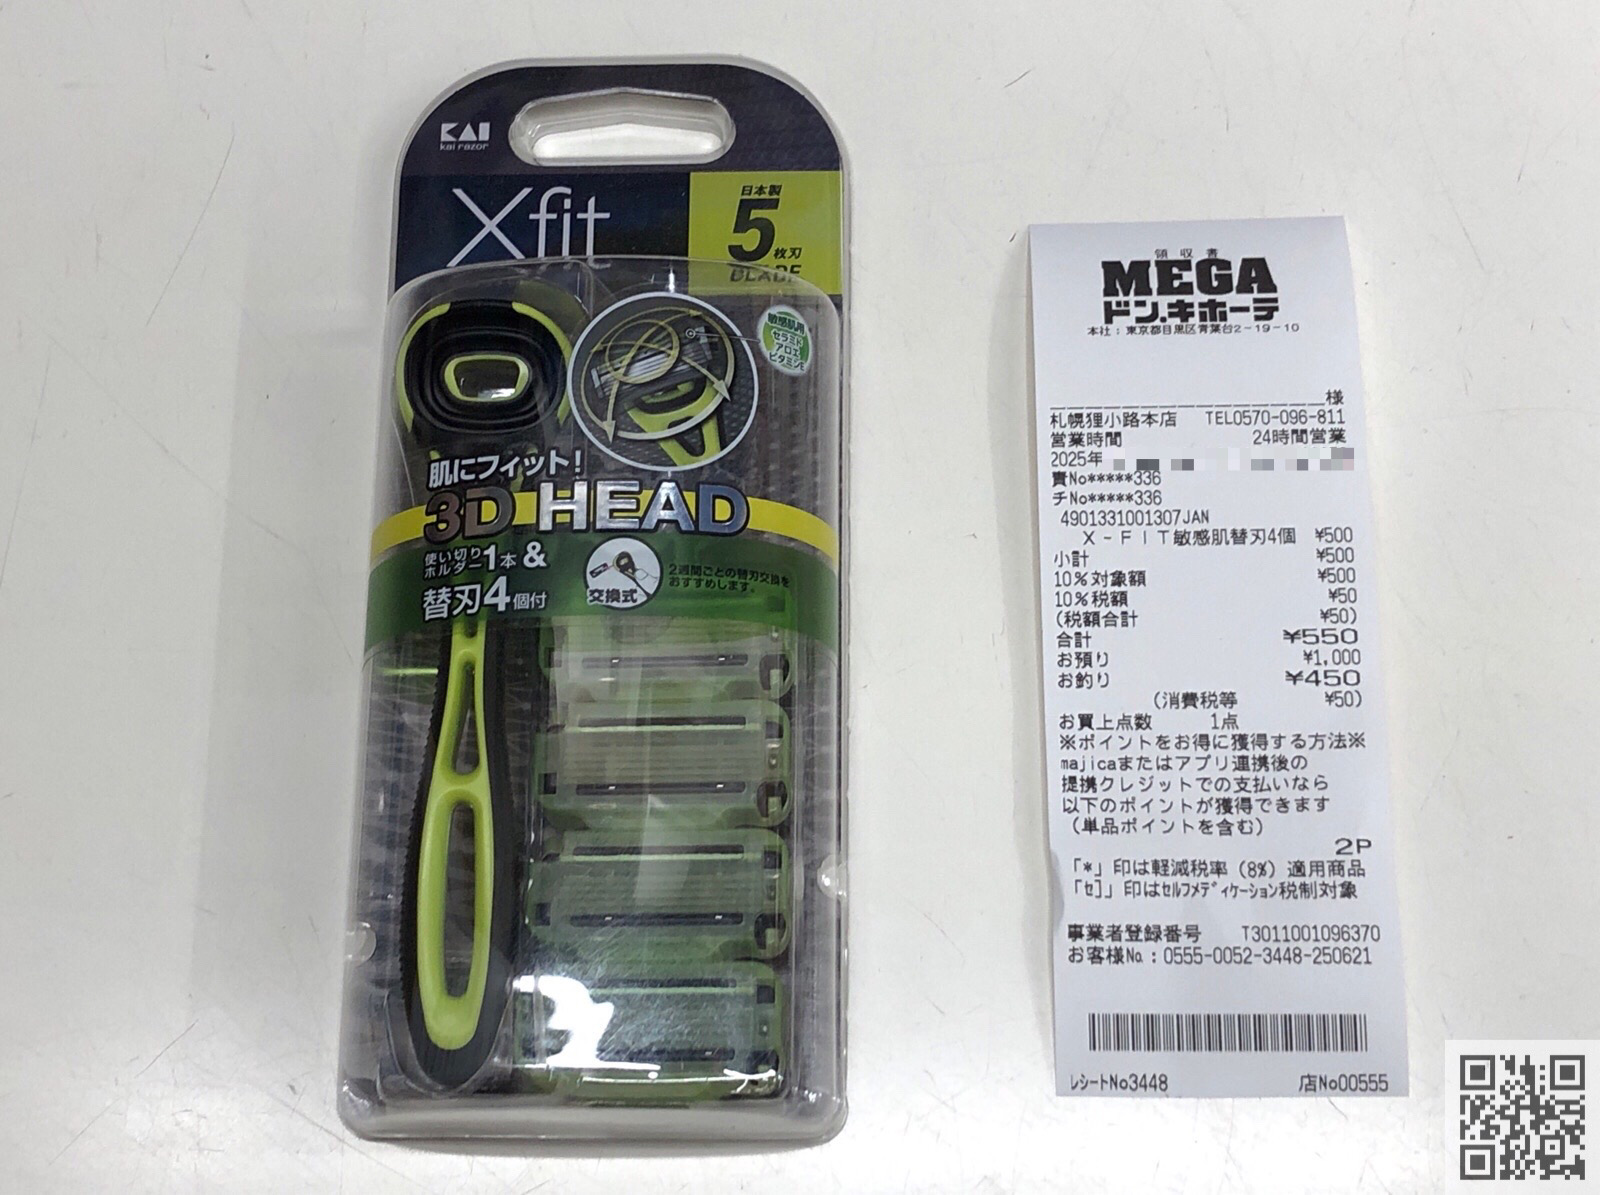 KAI
kai razor
Xfit
日本製
5枚刃
BLADE
敏感肌用
セラミド
アロエ
ビタミンE
肌にフィット!
3D HEAD
使い切り
ホルダー1本&
替刃4個付
交換式
2週間ごとの替刃交換を
おすすめします。
領収書
MEGA
ドン.キホーテ
本社:東京都目黒区青葉台2-19-10
様
札幌狸小路本店 TEL0570-096-811
営業時間 24時間営業
2025年
責No*****336
チNo*****336
4901331001307JAN
X-FIT敏感肌替刃4個 ¥500
小計 ¥500
10%対象額 ¥500
10%税額 ¥50
(税額合計 ¥50)
合計 ¥550
お預り ¥1,000
お釣り ¥450
(消費税等 ¥50)
お買上点数 1点
※ポイントをお得に獲得する方法※
majicaまたはアプリ連携後の
提携クレジットでの支払いなら
以下のポイントが獲得できます
(単品ポイントを含む)
2P
「*」印は軽減税率(8%)適用商品
「セ]」印はセルフメディケーション税制対象
事業者登録番号 T3011001096370
お客様No:0555-0052-3448-250621
レシートNo3448 店No00555